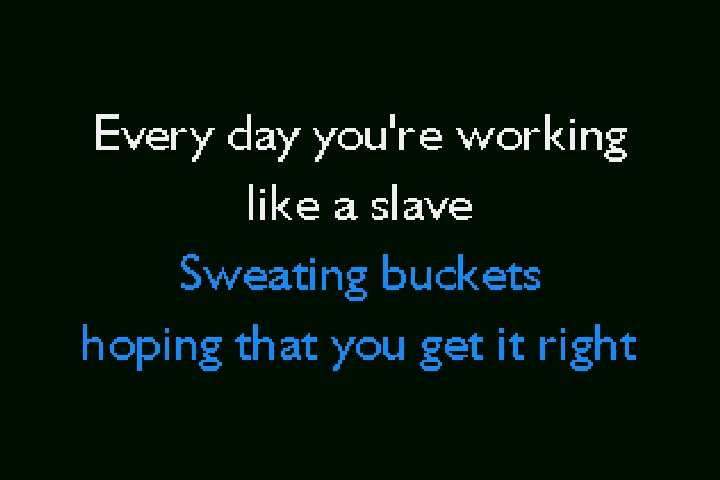 Every day you're working
like a slave
Sweating buckets
hoping that you get it right